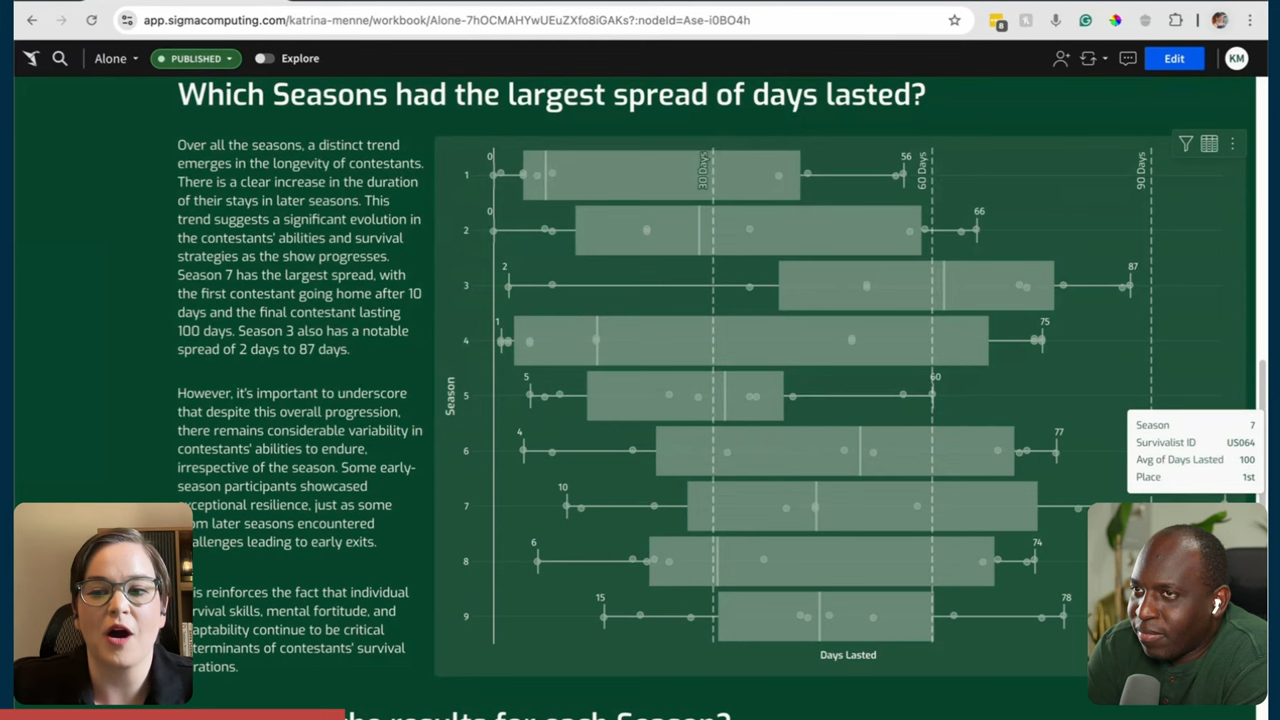 app.sigmacomputing.com/katrina-menne/workbook/Alone-7hOCMAHYwUEuZXfo8iGAKs?:nodeId=Ase-i0BO4h
8
Alone
PUBLISHED
Explore
Edit
KM
Which Seasons had the largest spread of days lasted?
Over all the seasons, a distinct trend
emerges in the longevity of contestants.
There is a clear increase in the duration
of their stays in later seasons. This
trend suggests a significant evolution in
the contestants' abilities and survival
strategies as the show progresses.
Season 7 has the largest spread, with
the first contestant going home after 10
days and the final contestant lasting
100 days. Season 3 also has a notable
spread of 2 days to 87 days.
However, it's important to underscore
that despite this overall progression,
there remains considerable variability in
contestants' abilities to endure,
irrespective of the season. Some early-
season participants showcased
exceptional resilience, just as some
from later seasons encountered
challenges leading to early exits.
is reinforces the fact that individual
rvival skills, mental fortitude, and
aptability continue to be critical
terminants of contestants' survival
rations.
30 Days
60 Days
90 Days
Season
1
0
56
2
0
66
3
2
87
4
1
75
5
5
60
6
4
77
7
10
8
6
74
9
15
78
Days Lasted
Season 7
Survivalist ID US064
Avg of Days Lasted 100
Place 1st
he results for each Season?